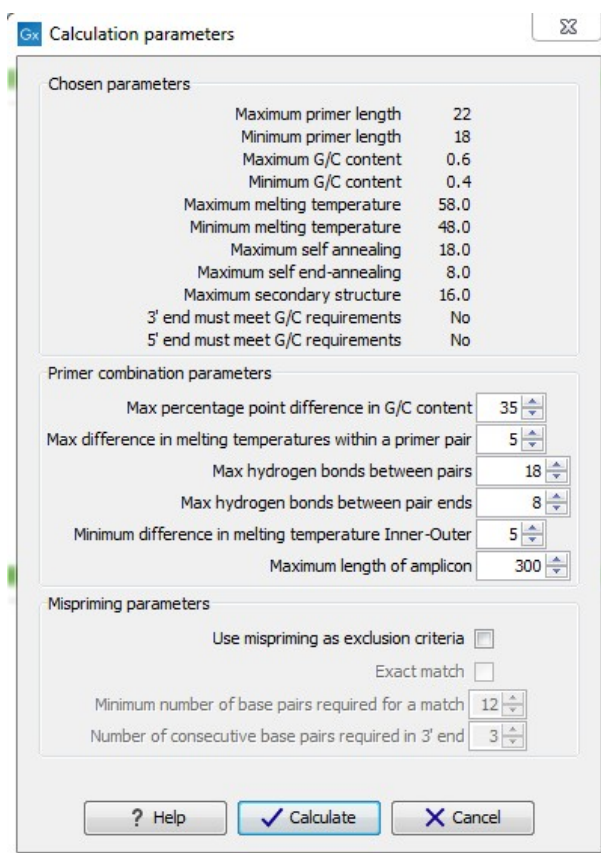 Gx Calculation parameters
Chosen parameters
Maximum primer length 22
Minimum primer length 18
Maximum G/C content 0.6
Minimum G/C content 0.4
Maximum melting temperature 58.0
Minimum melting temperature 48.0
Maximum self annealing 18.0
Maximum self end-annealing 8.0
Maximum secondary structure 16.0
3' end must meet G/C requirements No
5' end must meet G/C requirements No
Primer combination parameters
Max percentage point difference in G/C content 35
Max difference in melting temperatures within a primer pair 5
Max hydrogen bonds between pairs 18
Max hydrogen bonds between pair ends 8
Minimum difference in melting temperature Inner-Outer 5
Maximum length of amplicon 300
Mispriming parameters
Use mispriming as exclusion criteria
Exact match
Minimum number of base pairs required for a match 12
Number of consecutive base pairs required in 3' end 3
? Help Calculate Cancel